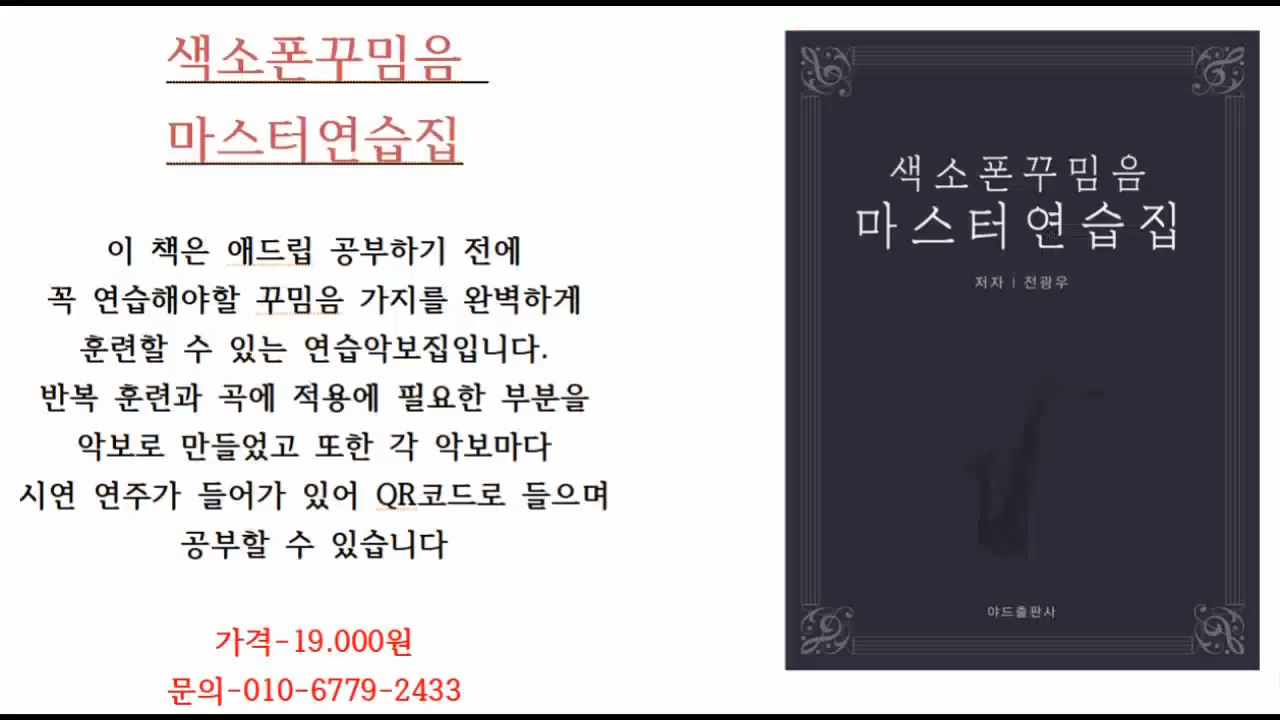 색소폰꾸밈음
마스터연습집
이 책은 애드립 공부하기 전에
꼭 연습해야할 꾸밈음 가지를 완벽하게
훈련할 수 있는 연습악보집입니다.
반복 훈련과 곡에 적용에 필요한 부분을
악보로 만들었고 또한 각 악보마다
시연 연주가 들어가 있어 QR코드로 들으며
공부할 수 있습니다
가격-19.000원
문의-010-6779-2433
색소폰꾸밈음
마스터연습집
저자 | 전광우
야드출판사